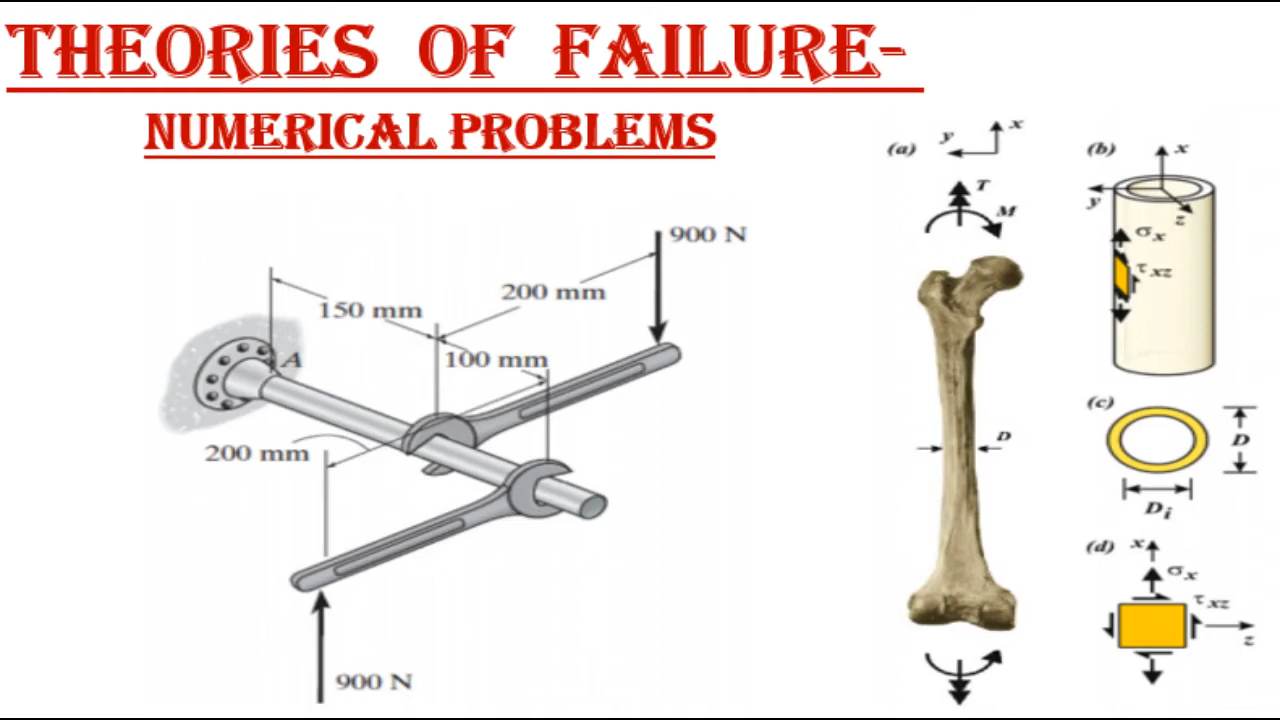 THEORIES OF FAILURE-
NUMERICAL PROBLEMS
900 N
200 mm
150 mm
A
100 mm
200 mm
900 N
(a)
y
x
T
M
D
(b)
x
y
z
σx
τxz
(c)
D
Di
(d)
x
σx
τxz
z